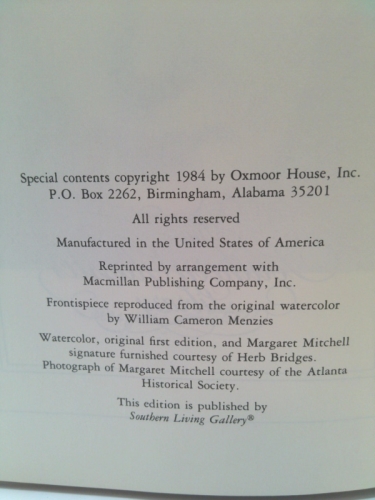 Special contents copyright 1984 by Oxmoor House, Inc.
P.O. Box 2262, Birmingham, Alabama 35201
All rights reserved
Manufactured in the United States of America
Reprinted by arrangement with
Macmillan Publishing Company, Inc.
Frontispiece reproduced from the original watercolor
by William Cameron Menzies
Watercolor, original first edition, and Margaret Mitchell
signature furnished courtesy of Herb Bridges.
Photograph of Margaret Mitchell courtesy of the Atlanta
Historical Society.
This edition is published by
Southern Living Gallery®